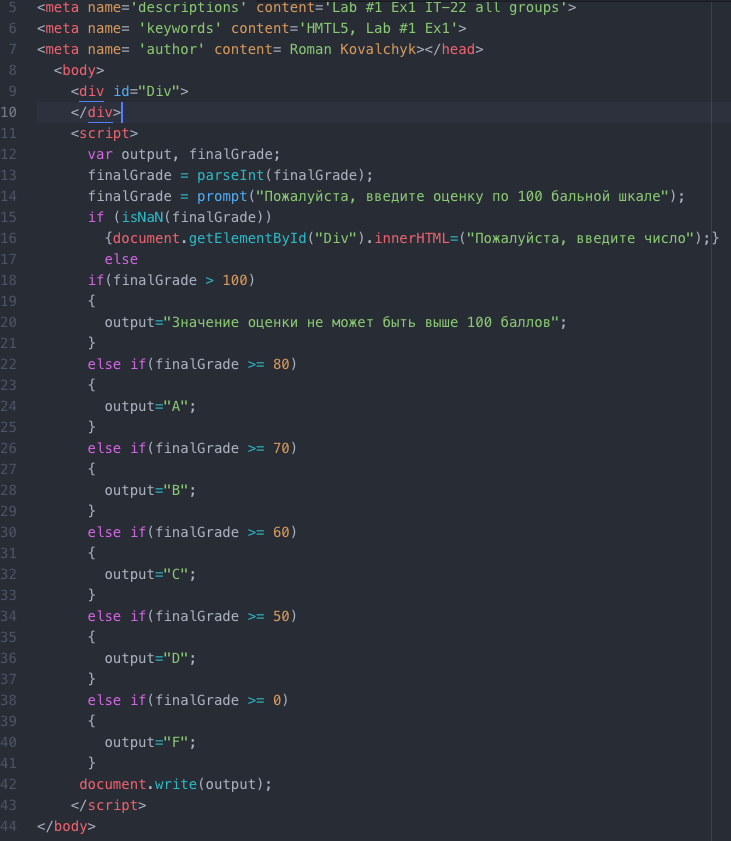 5 <meta name='descriptions' content='Lab #1 Ex1 IT-22 all groups'>
6 <meta name= 'keywords' content='HMTL5, Lab #1 Ex1'>
7 <meta name= 'author' content= Roman Kovalchyk></head>
8 <body>
9 <div id="Div">
10 </div>
11 <script>
12 var output, finalGrade;
13 finalGrade = parseInt(finalGrade);
14 finalGrade = prompt("Пожалуйста, введите оценку по 100 бальной шкале");
15 if (isNaN(finalGrade))
16 {document.getElementById("Div").innerHTML=("Пожалуйста, введите число");}
17 else
18 if(finalGrade > 100)
19 {
20 output="Значение оценки не может быть выше 100 баллов";
21 }
22 else if(finalGrade >= 80)
23 {
24 output="A";
25 }
26 else if(finalGrade >= 70)
27 {
28 output="B";
29 }
30 else if(finalGrade >= 60)
31 {
32 output="C";
33 }
34 else if(finalGrade >= 50)
35 {
36 output="D";
37 }
38 else if(finalGrade >= 0)
39 {
40 output="F";
41 }
42 document.write(output);
43 </script>
44 </body>